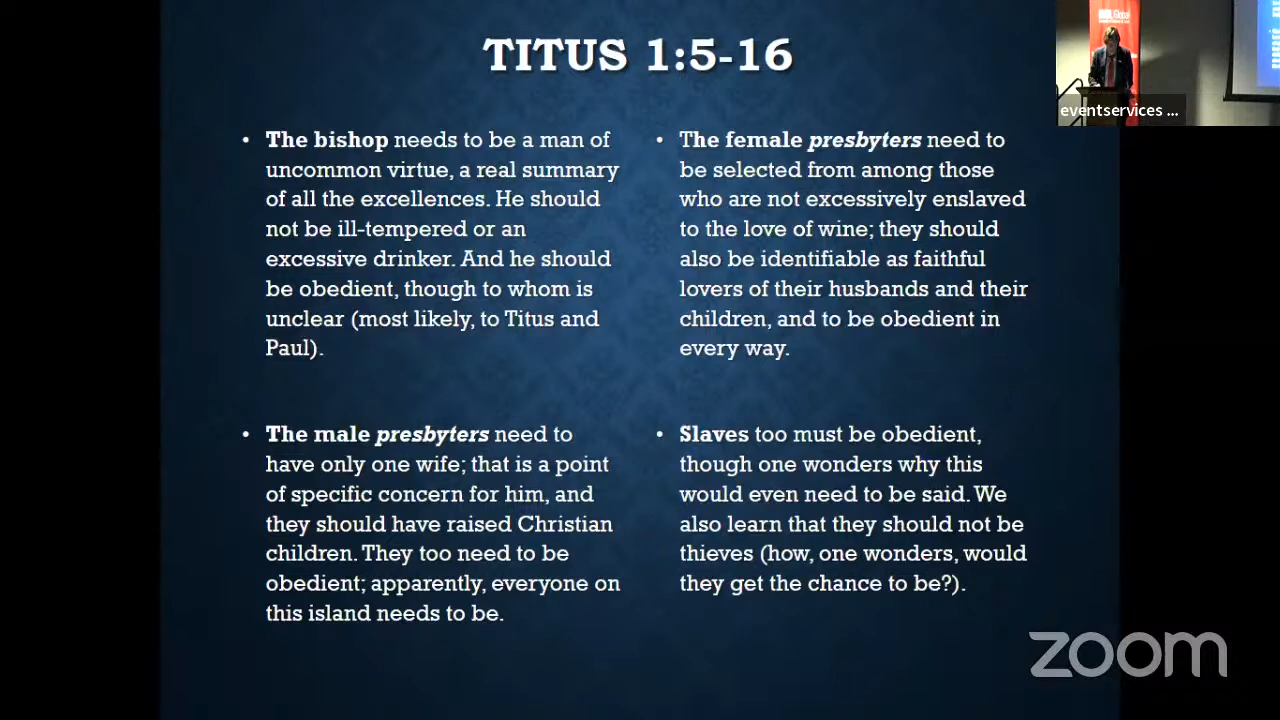 TITUS 1:5-16
• The bishop needs to be a man of
uncommon virtue, a real summary
of all the excellences. He should
not be ill-tempered or an
excessive drinker. And he should
be obedient, though to whom is
unclear (most likely, to Titus and
Paul).
• The male presbyters need to
have only one wife; that is a point
of specific concern for him, and
they should have raised Christian
children. They too need to be
obedient; apparently, everyone on
this island needs to be.
• The female presbyters need to
be selected from among those
who are not excessively enslaved
to the love of wine; they should
also be identifiable as faithful
lovers of their husbands and their
children, and to be obedient in
every way.
• Slaves too must be obedient,
though one wonders why this
would even need to be said. We
also learn that they should not be
thieves (how, one wonders, would
they get the chance to be?).
Global
eventservices ...
zoom